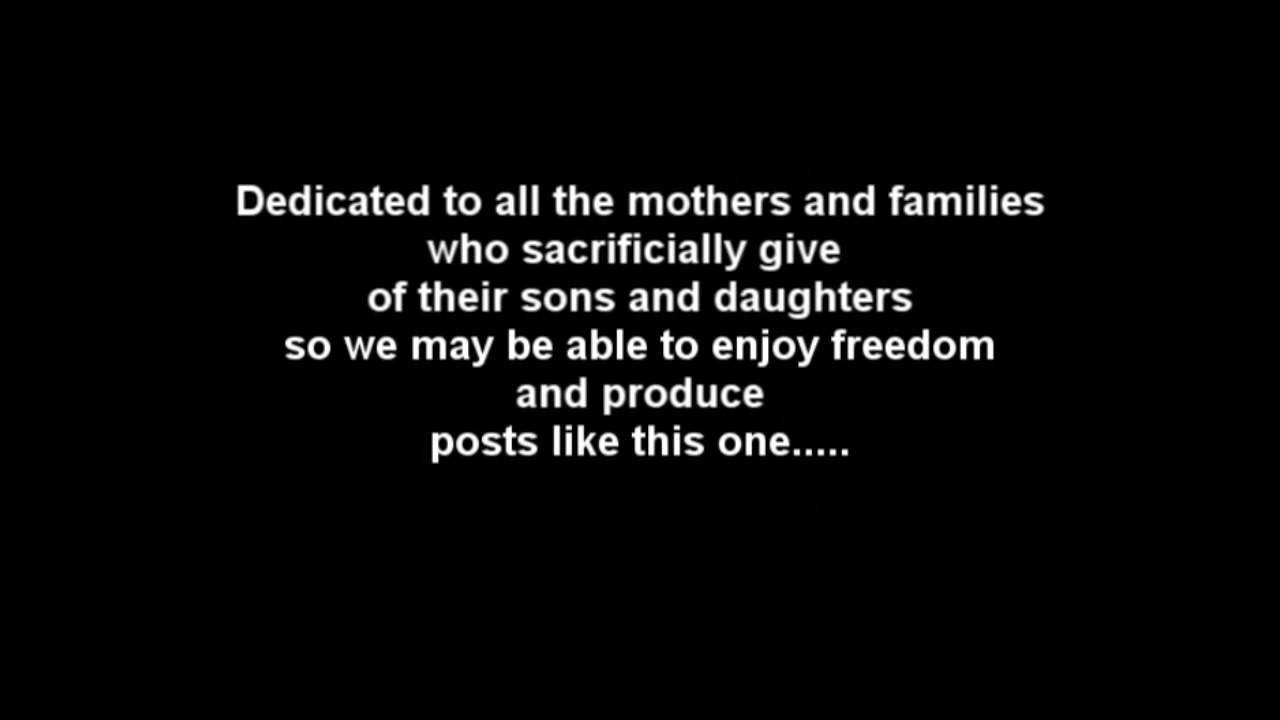 Dedicated to all the mothers and families
who sacrificially give
of their sons and daughters
so we may be able to enjoy freedom
and produce
posts like this one.....